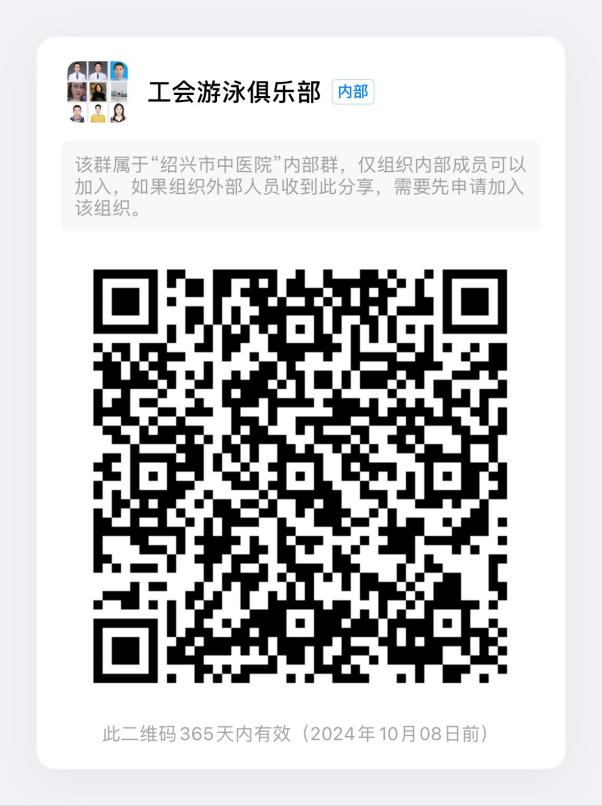 工会游泳俱乐部 内部
该群属于“绍兴市中医院”内部群，仅组织内部成员可以
加入，如果组织外部人员收到此分享，需要先申请加入
该组织。
此二维码365天内有效（2024年10月08日前）